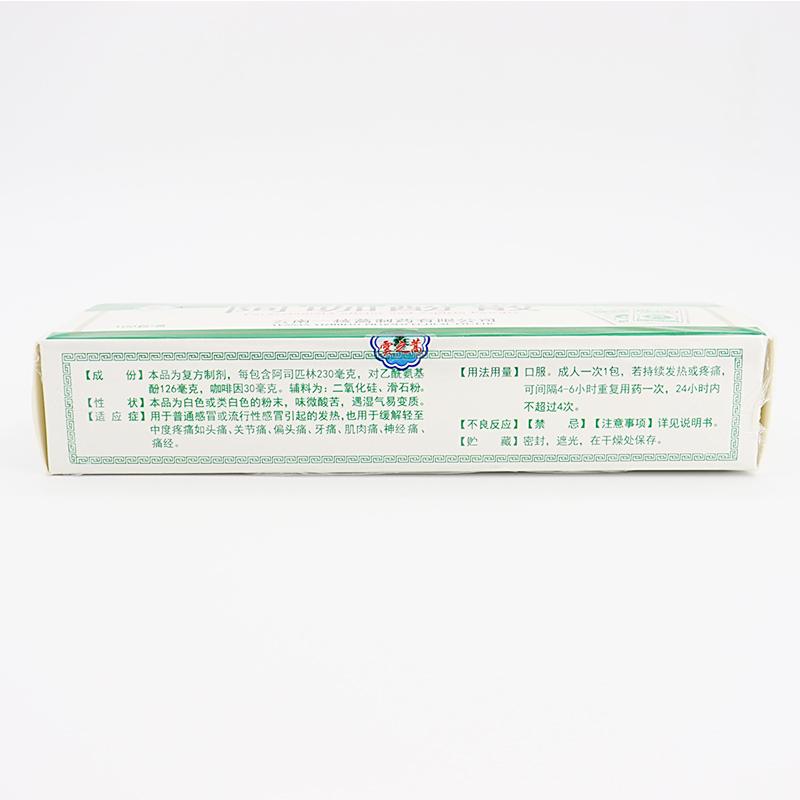 【成　份】本品为复方制剂，每包含阿司匹林230毫克，对乙酰氨基
酚126毫克，咖啡因30毫克。辅料为：二氧化硅、滑石粉。
【性　状】本品为白色或类白色的粉末，味微酸苦，遇湿气易变质。
【适应症】用于普通感冒或流行性感冒引起的发热，也用于缓解轻至
中度疼痛如头痛、关节痛、偏头痛、牙痛、肌肉痛、神经痛、
痛经。
【用法用量】口服。成人一次1包，若持续发热或疼痛，
可间隔4-6小时重复用药一次，24小时内
不超过4次。
【不良反应】【禁　忌】【注意事项】详见说明书。
【贮　藏】密封，遮光，在干燥处保存。